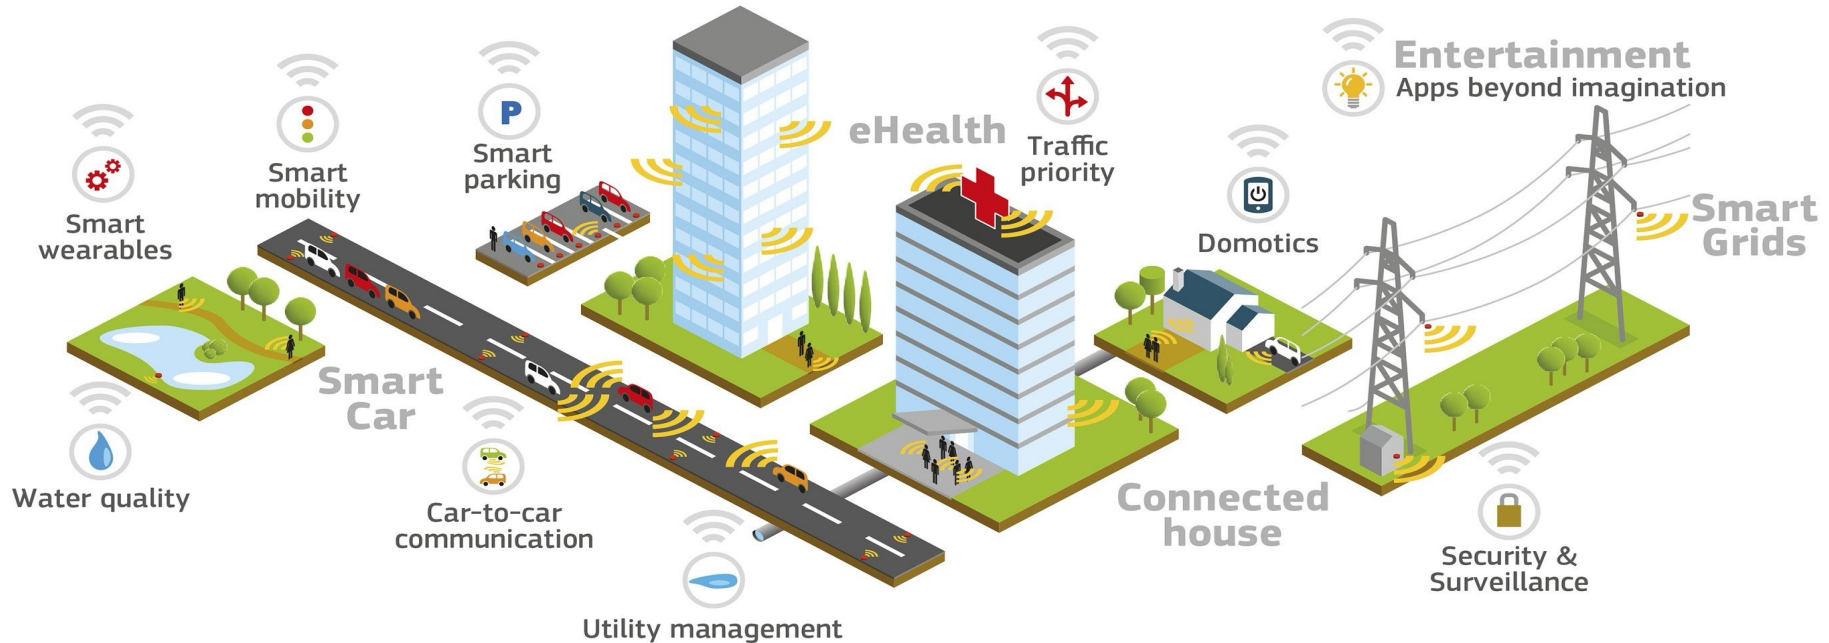 Smart
wearables
Smart
mobility
P
Smart
parking
eHealth
Traffic
priority
Entertainment
Apps beyond imagination
Domotics
Smart
Grids
Smart
Car
Water quality
Car-to-car
communication
Utility management
Connected
house
Security &
Surveillance